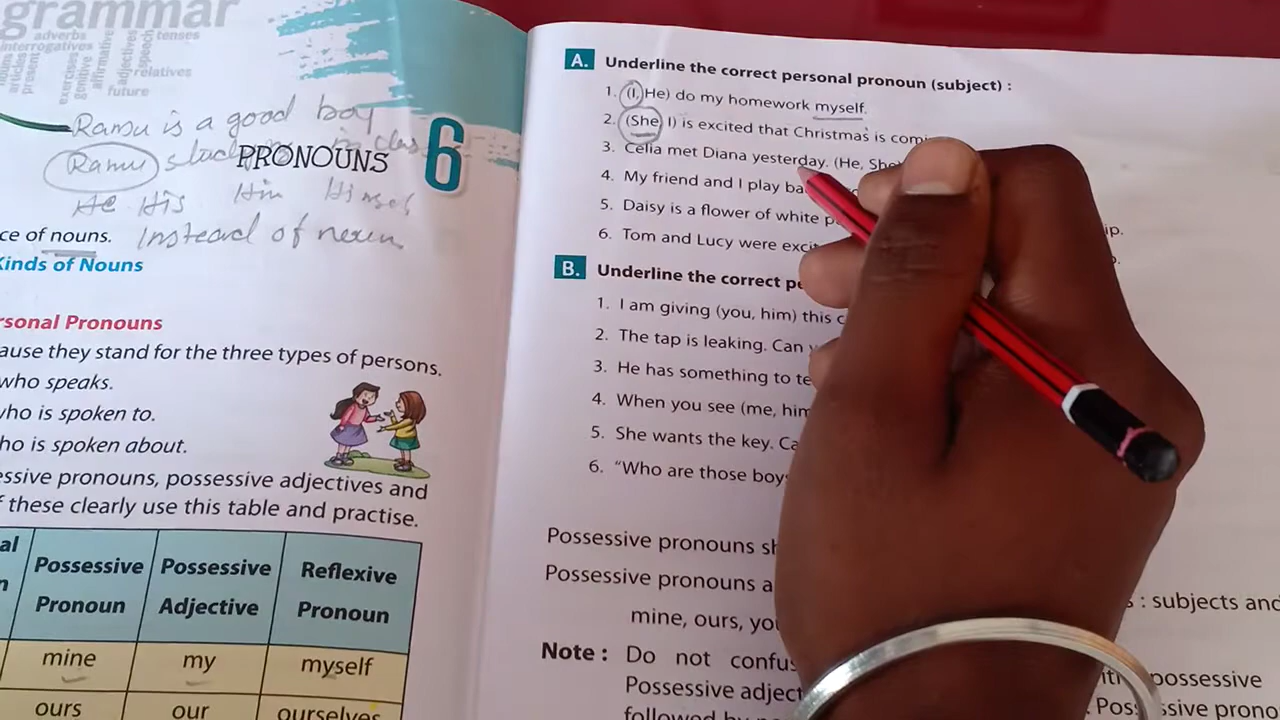 grammar
adverbs
tenses
interrogatives
nouns
articles
present
exercises
genitive
affirmative
adjectives
speech
relatives
future
Ramu is a good boy
Ramu
PRONOUNS 6
He His Him
ce of nouns. Instead of noun
Kinds of Nouns
rsonal Pronouns
ause they stand for the three types of persons.
who speaks.
who is spoken to.
ho is spoken about.
essive pronouns, possessive adjectives and
f these clearly use this table and practise.
al Possessive Possessive Reflexive
n Pronoun Adjective Pronoun
mine my myself
ours our ourselves
A. Underline the correct personal pronoun (subject) :
1. (I, He) do my homework myself.
2. (She, I) is excited that Christmas is com
3. Celia met Diana yesterday. (He, She)
4. My friend and I play ba
5. Daisy is a flower of white p
ip.
6. Tom and Lucy were exci
B. Underline the correct pe
1. I am giving (you, him) this c
2. The tap is leaking. Can y
3. He has something to te
4. When you see (me, him
5. She wants the key. Ca
6. "Who are those boy
Possessive pronouns sh
Possessive pronouns a : subjects and
mine, ours, you
Note : Do not confus possessive
Possessive adject Possessive prono
followed by